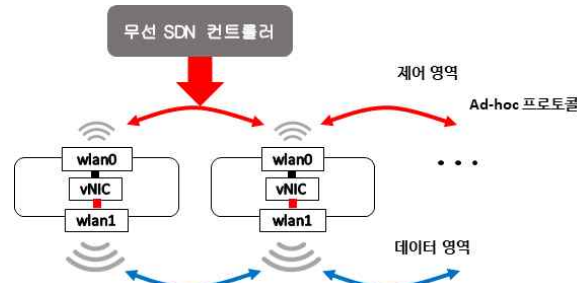 무선 SDN 컨트롤러
제어 영역
Ad-hoc 프로토콜
wlan0
wlan0
• • •
vNIC
vNIC
wlan1
wlan1
데이터 영역